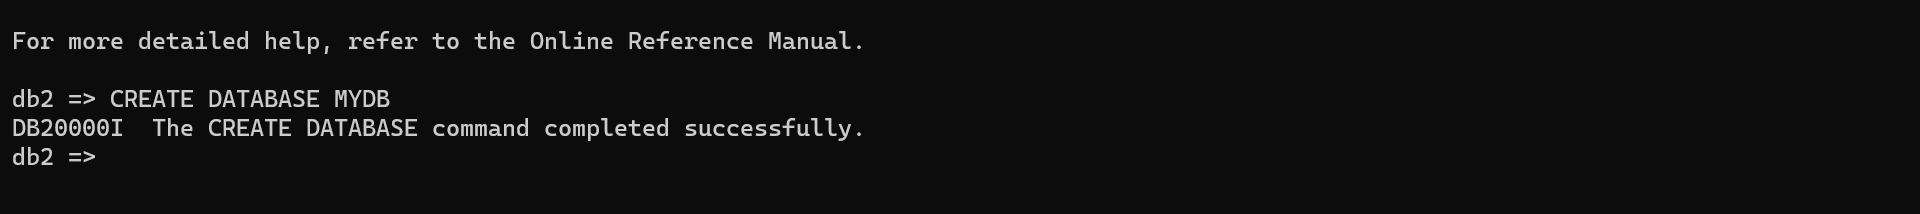 For more detailed help, refer to the Online Reference Manual.
db2 => CREATE DATABASE MYDB
DB20000I  The CREATE DATABASE command completed successfully.
db2 =>